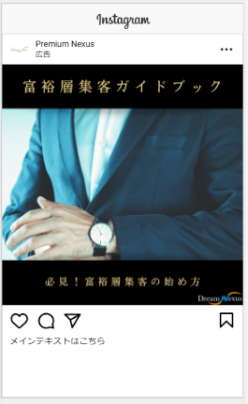 Instagram
Premium Nexus
広告
富裕層集客ガイドブック
必見！富裕層集客の始め方
Dream Nexus
メインテキストはこちら